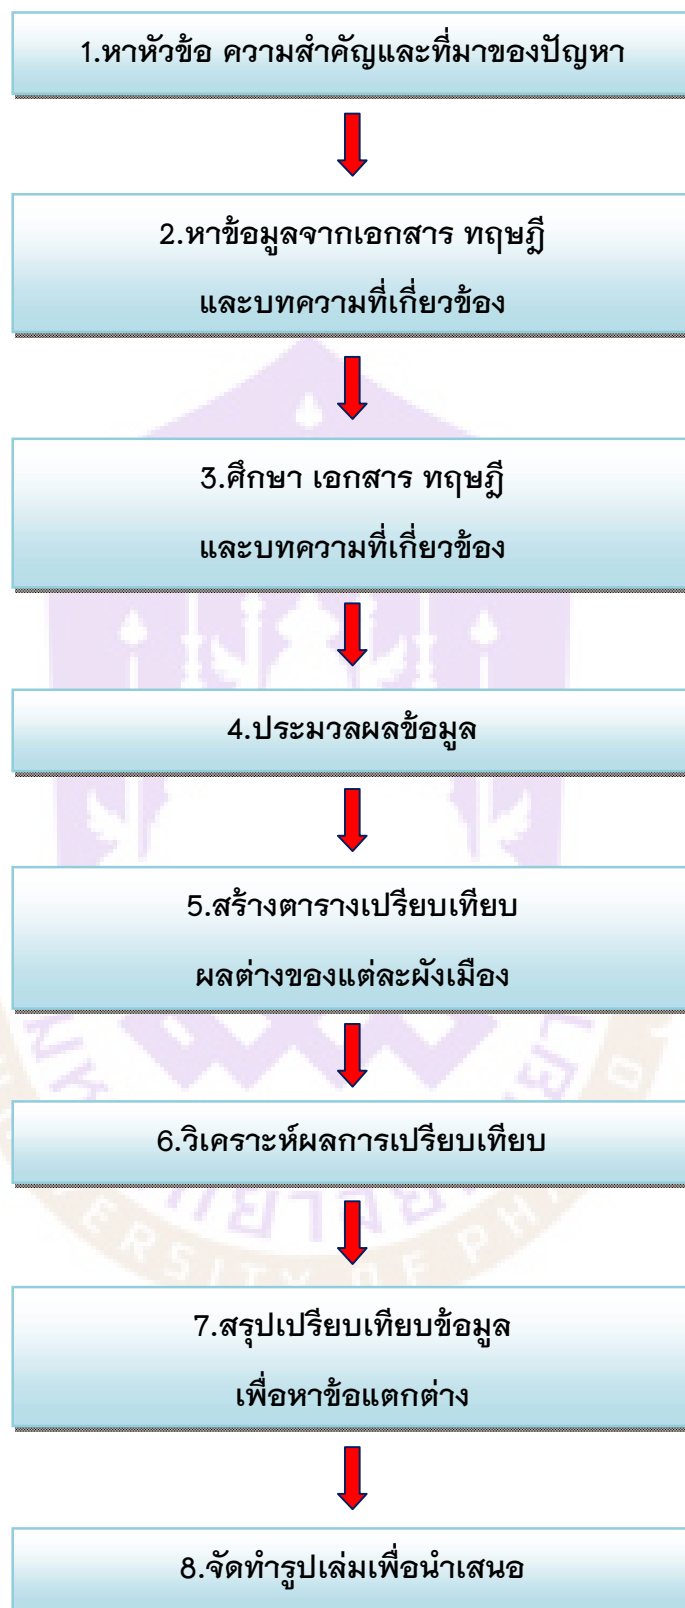 1.หาหัวข้อ ความสำคัญและที่มาของปัญหา
2.หาข้อมูลจากเอกสาร ทฤษฎี
และบทความที่เกี่ยวข้อง
3.ศึกษา เอกสาร ทฤษฎี
และบทความที่เกี่ยวข้อง
4.ประมวลผลข้อมูล
5.สร้างตารางเปรียบเทียบ
ผลต่างของแต่ละผังเมือง
6.วิเคราะห์ผลการเปรียบเทียบ
UNIVERSITY OF PHA
7.สรุปเปรียบเทียบข้อมูล
เพื่อหาข้อแตกต่าง
8.จัดทำรูปเล่มเพื่อนำเสนอ